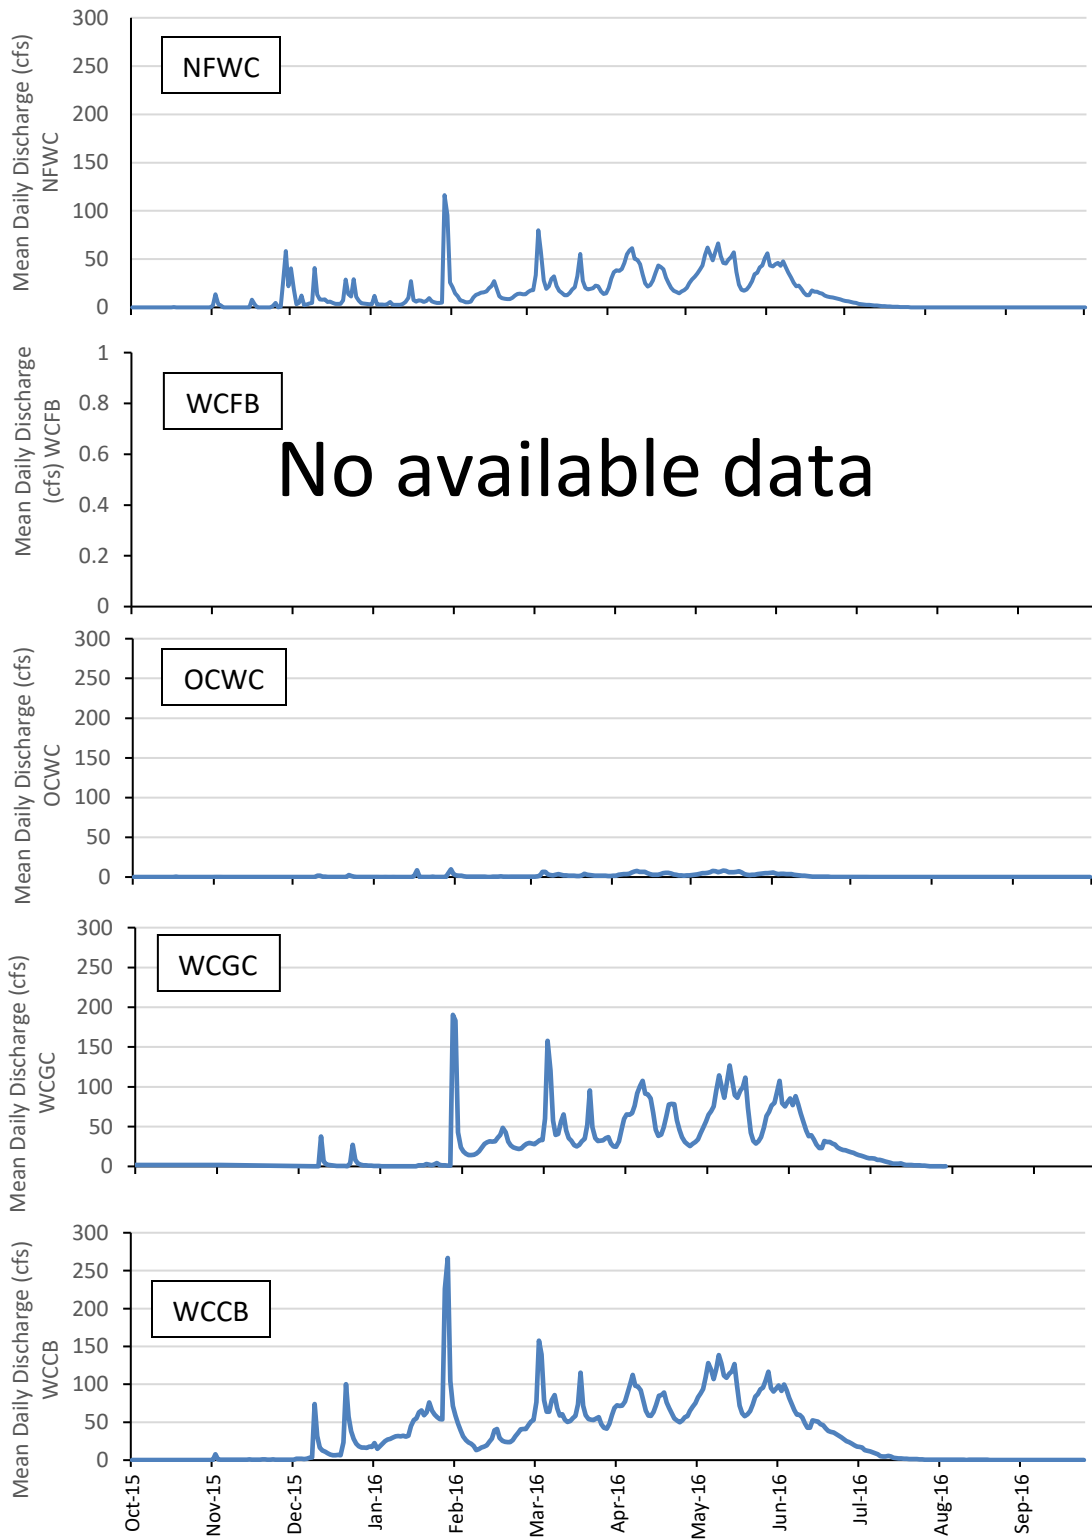 300
250
200
150
100
50
0
Mean Daily Discharge (cfs)
NFWC
NFWC
1
0.8
0.6
0.4
0.2
0
Mean Daily Discharge
(cfs) WCFB
WCFB
No available data
300
250
200
150
100
50
0
Mean Daily Discharge (cfs)
OCWC
OCWC
300
250
200
150
100
50
0
Mean Daily Discharge (cfs)
WCGC
WCGC
300
250
200
150
100
50
0
Mean Daily Discharge (cfs)
WCCB
WCCB
Oct-15
Nov-15
Dec-15
Jan-16
Feb-16
Mar-16
Apr-16
May-16
Jun-16
Jul-16
Aug-16
Sep-16